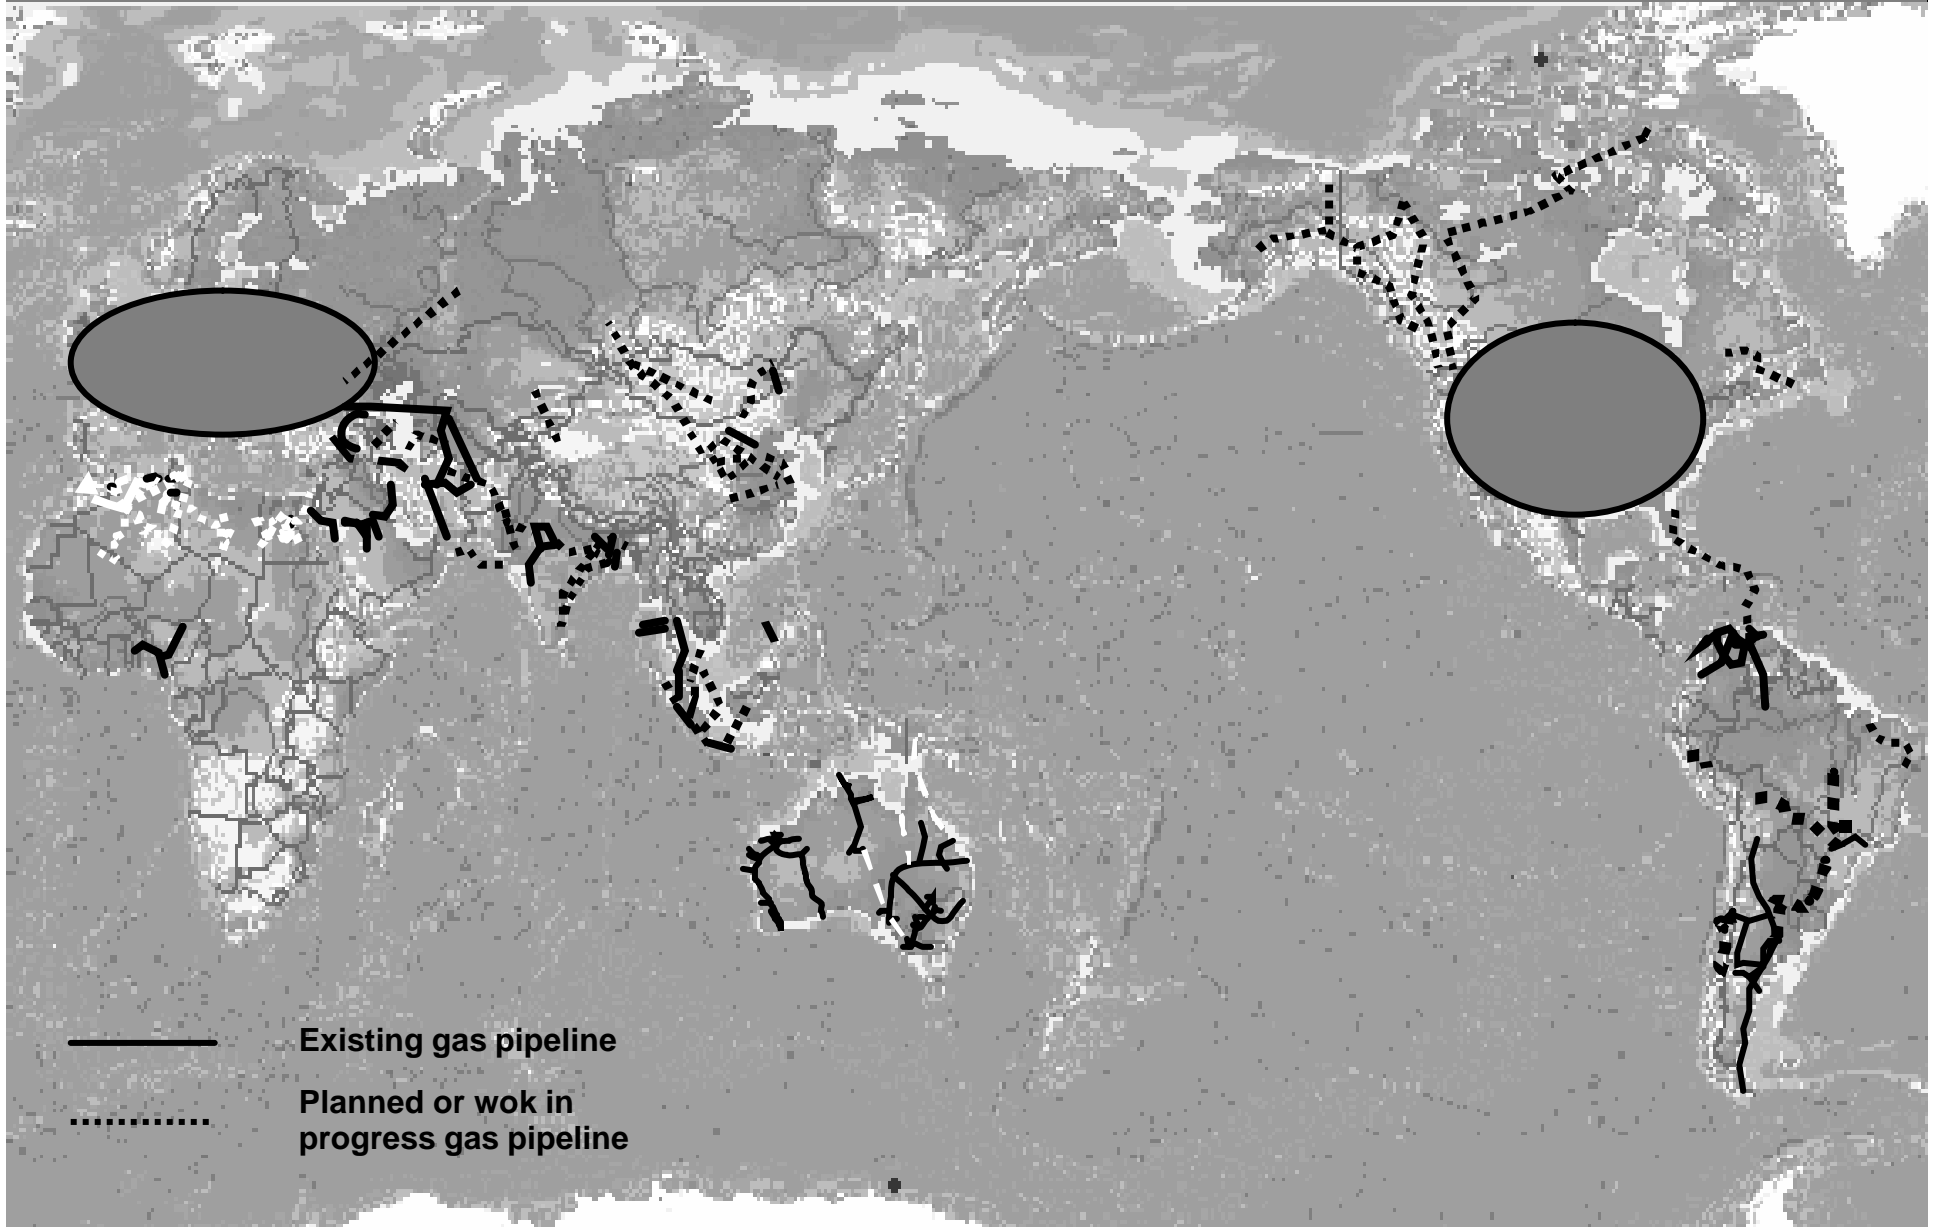 Existing gas pipeline
Planned or wok in
progress gas pipeline